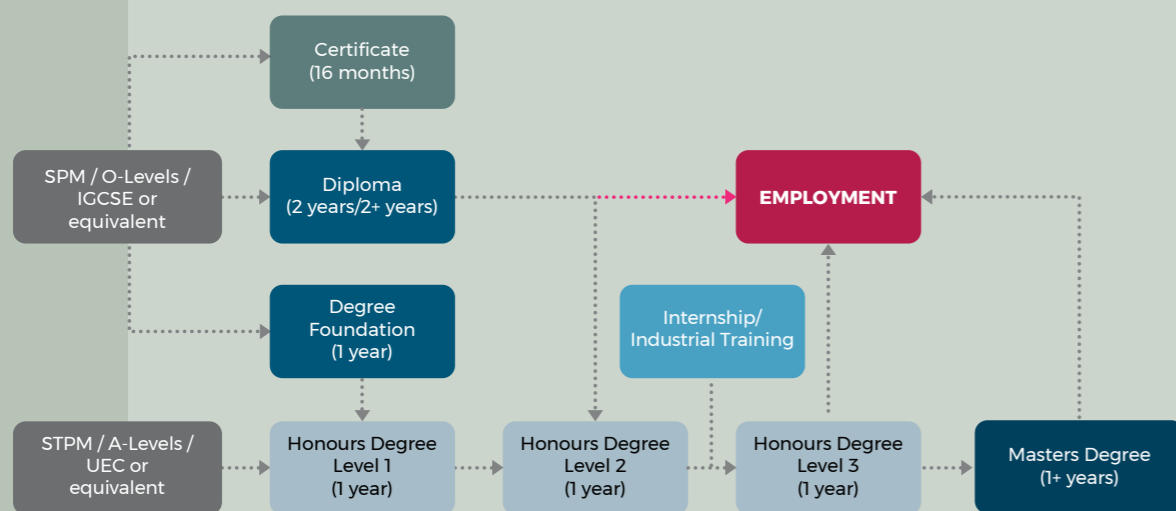 Certificate
(16 months)
SPM / O-Levels /
IGCSE or
equivalent
Diploma
(2 years/2+ years)
EMPLOYMENT
Degree
Foundation
(1 year)
Internship/
Industrial Training
STPM / A-Levels /
UEC or
equivalent
Honours Degree
Level 1
(1 year)
Honours Degree
Level 2
(1 year)
Honours Degree
Level 3
(1 year)
Masters Degree
(1+ years)